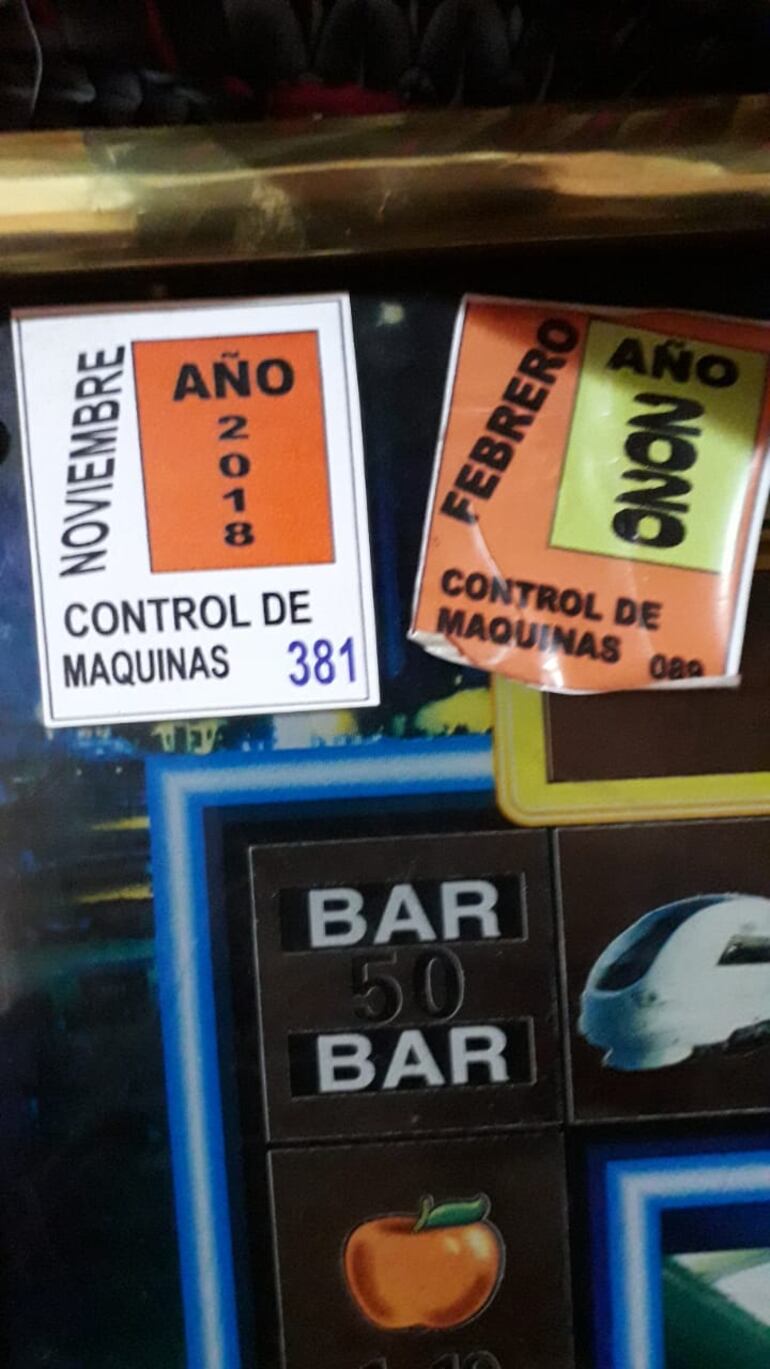 NOVIEMBRE
AÑO
2018
CONTROL DE
MAQUINAS 381
FEBRERO
AÑO
2020
CONTROL DE
MAQUINAS
BAR
50
BAR